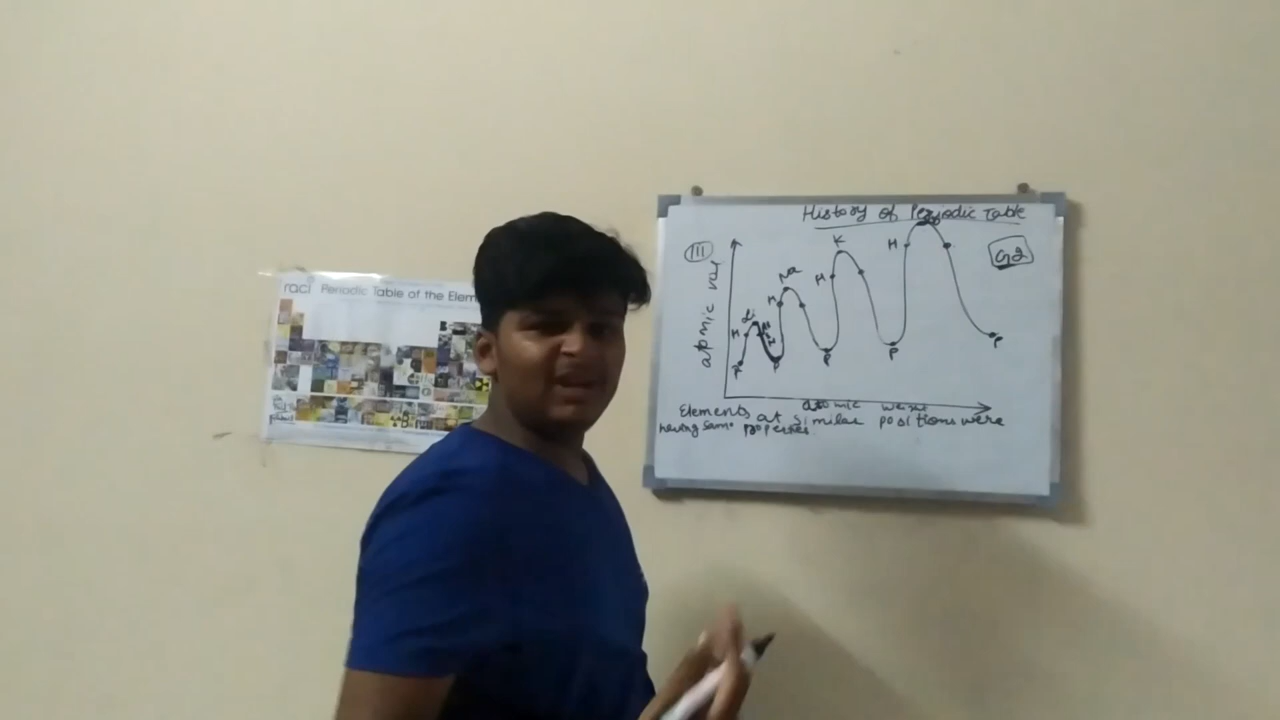 History of Periodic Table
III
G2
atomic
K
H
H
Na
H
Li
H
P
P
P
P
atomic weight
Elements at similar positions were
having same properties
raci Periodic Table of the Elem